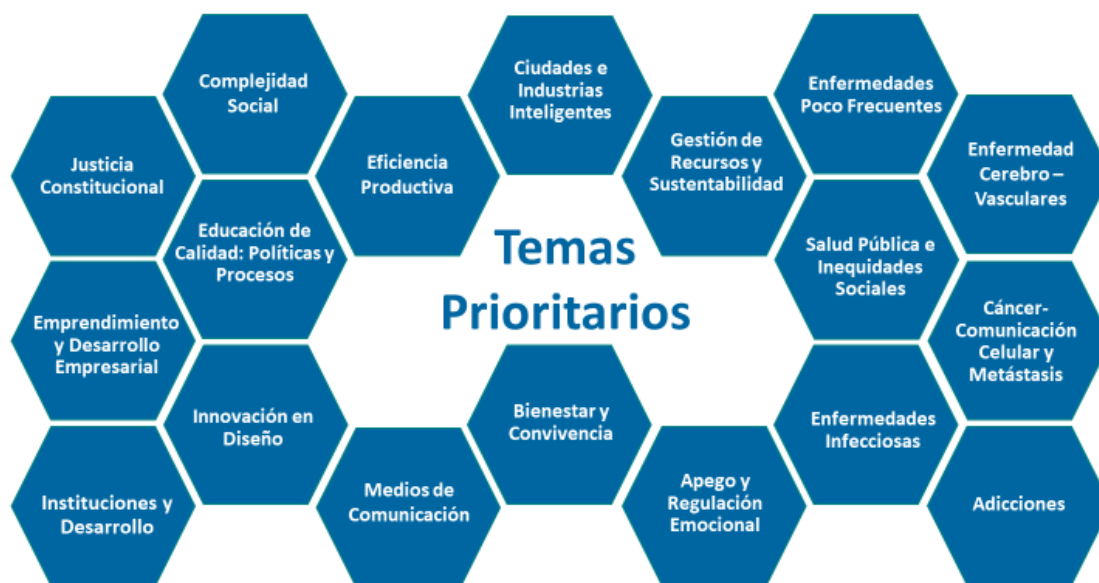 Complejidad
Social
Ciudades e
Industrias
Inteligentes
Enfermedades
Poco Frecuentes
Justicia
Constitucional
Eficiencia
Productiva
Gestión de
Recursos y
Sustentabilidad
Enfermedad
Cerebro –
Vasculares
Educación de
Calidad: Políticas y
Procesos
Temas
Prioritarios
Salud Pública e
Inequidades
Sociales
Emprendimiento
y Desarrollo
Empresarial
Cáncer-
Comunicación
Celular y
Metástasis
Innovación en
Diseño
Bienestar y
Convivencia
Enfermedades
Infecciosas
Instituciones y
Desarrollo
Medios de
Comunicación
Apego y
Regulación
Emocional
Adicciones